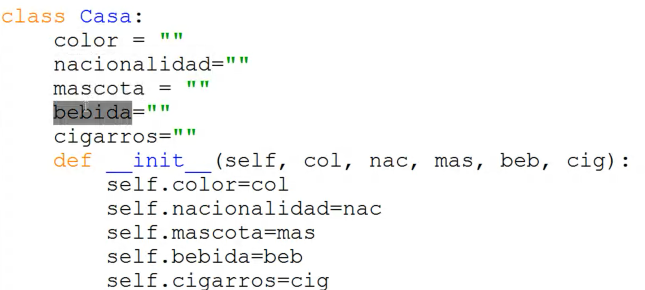 class Casa:
    color = ""
    nacionalidad=""
    mascota = ""
    bebida=""
    cigarros=""
    def __init__(self, col, nac, mas, beb, cig):
        self.color=col
        self.nacionalidad=nac
        self.mascota=mas
        self.bebida=beb
        self.cigarros=cig